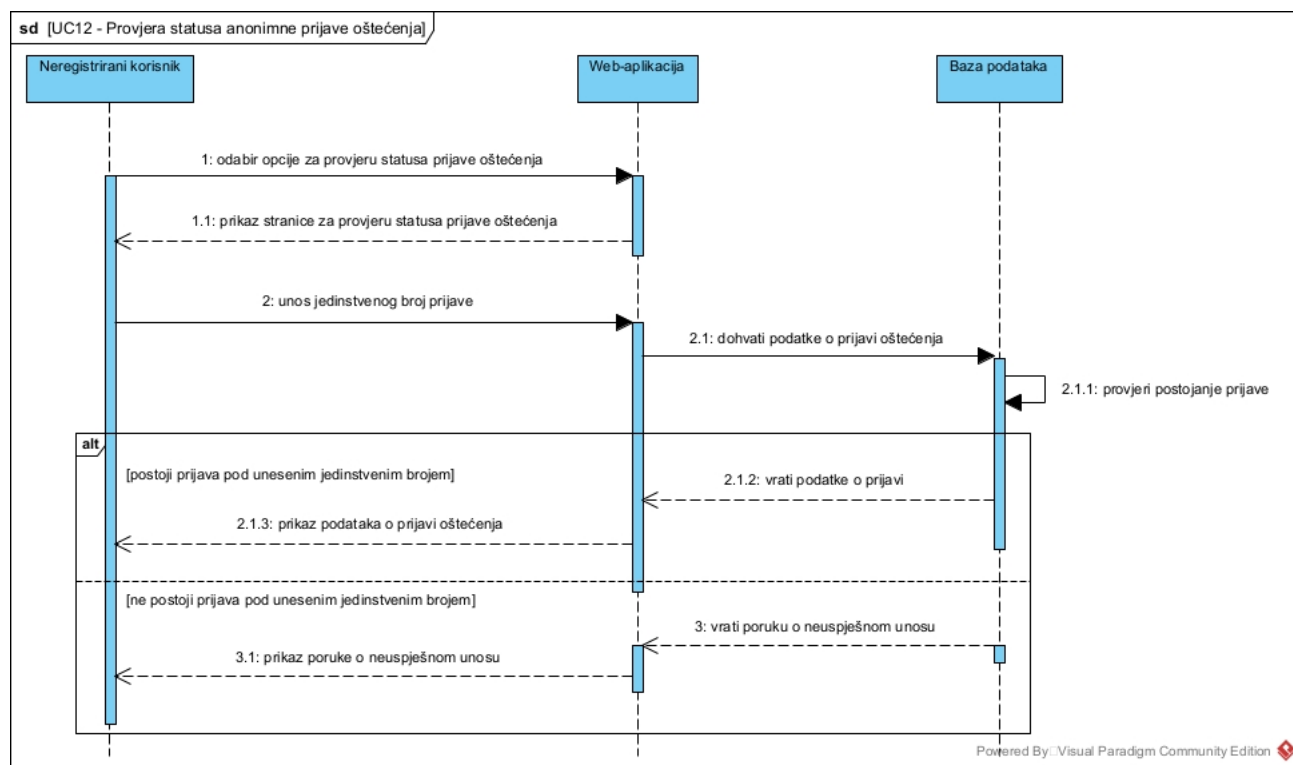 sd [UC12 - Provjera statusa anonimne prijave oštećenja]
Neregistrirani korisnik
Web-aplikacija
Baza podataka
1: odabir opcije za provjeru statusa prijave oštećenja
1.1: prikaz stranice za provjeru statusa prijave oštećenja
2: unos jedinstvenog broj prijave
2.1: dohvati podatke o prijavi oštećenja
2.1.1: provjeri postojanje prijave
alt
[postoji prijava pod unesenim jedinstvenim brojem]
2.1.2: vrati podatke o prijavi
2.1.3: prikaz podataka o prijavi oštećenja
[ne postoji prijava pod unesenim jedinstvenim brojem]
3: vrati poruku o neuspješnom unosu
3.1: prikaz poruke o neuspješnom unosu
Powered By Visual Paradigm Community Edition